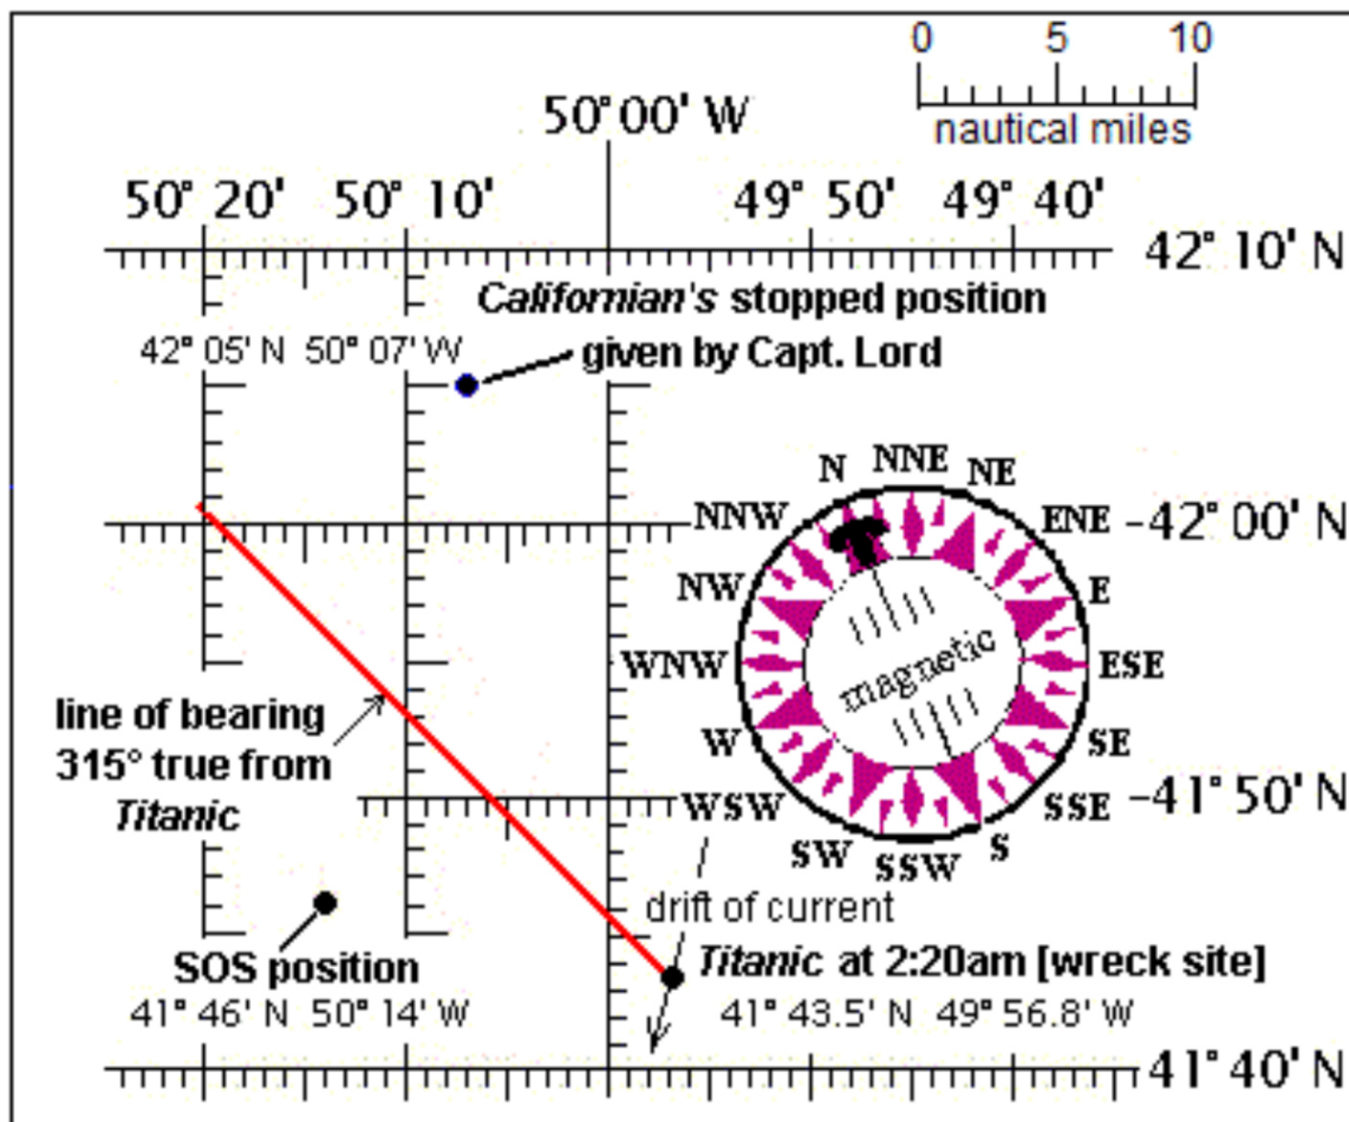 0 5 10
nautical miles
50° 00' W
50° 20' 50° 10' 49° 50' 49° 40'
42° 10' N
Californian's stopped position
42° 05' N 50° 07' W
given by Capt. Lord
N NNE NE
NNW ENE 42° 00' N
NW E
WNW ESE
magnetic
line of bearing
W SE
315° true from
Titanic
WSW SSE 41° 50' N
SW SSW S
drift of current
SOS position
Titanic at 2:20am [wreck site]
41° 46' N 50° 14' W
41° 43.5' N 49° 56.8' W
41° 40' N